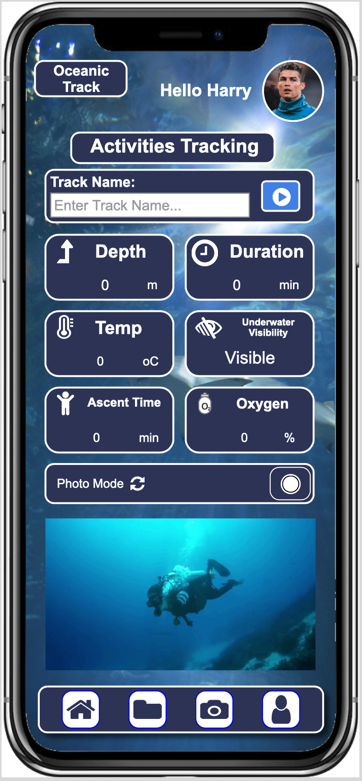 Oceanic
Track
Hello Harry
Activities Tracking
Track Name:
Enter Track Name...
Depth
0 m
Duration
0 min
Temp
0 oC
Underwater
Visibility
Visible
Ascent Time
0 min
O2
Oxygen
0 %
Photo Mode